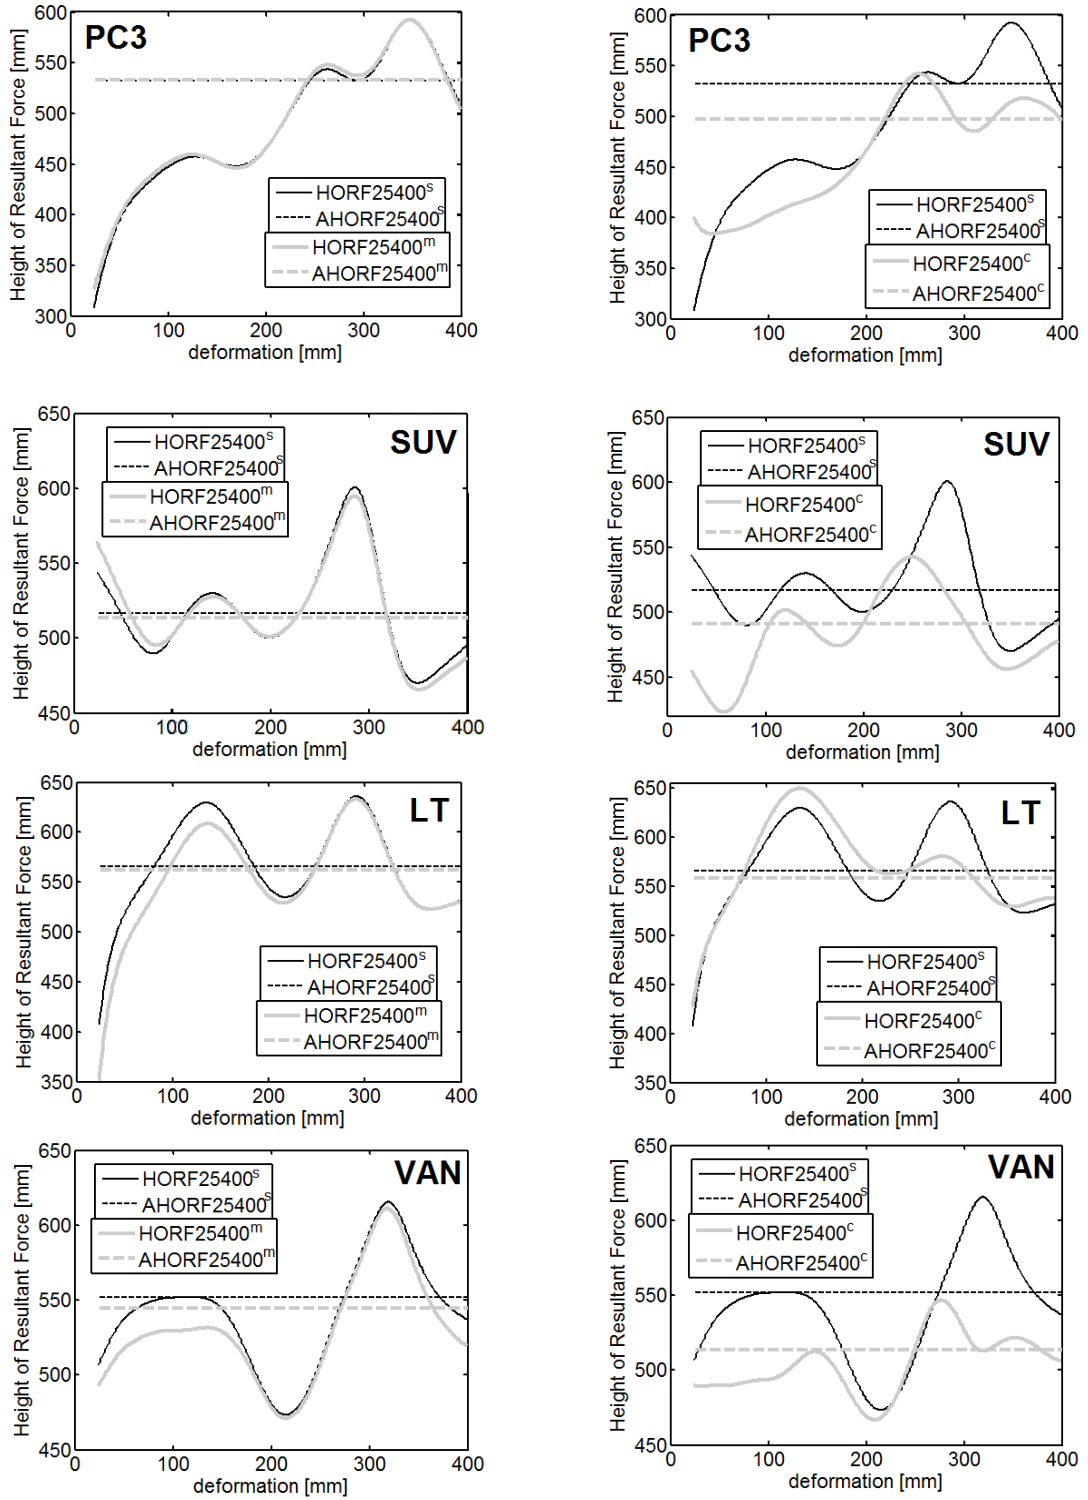 PC3
Height of Resultant Force [mm]
600
550
500
450
400
350
300
HORF25400s
AHORF25400s
HORF25400m
AHORF25400m
0 100 200 300 400
deformation [mm]
PC3
Height of Resultant Force [mm]
600
550
500
450
400
350
300
HORF25400s
AHORF25400s
HORF25400c
AHORF25400c
0 100 200 300 400
deformation [mm]
SUV
Height of Resultant Force [mm]
650
600
550
500
450
HORF25400s
AHORF25400s
HORF25400m
AHORF25400m
0 100 200 300 400
deformation [mm]
SUV
Height of Resultant Force [mm]
650
600
550
500
450
HORF25400s
AHORF25400s
HORF25400c
AHORF25400c
0 100 200 300 400
deformation [mm]
LT
Height of Resultant Force [mm]
650
600
550
500
450
400
350
HORF25400s
AHORF25400s
HORF25400m
AHORF25400m
0 100 200 300 400
deformation [mm]
LT
Height of Resultant Force [mm]
650
600
550
500
450
400
350
HORF25400s
AHORF25400s
HORF25400c
AHORF25400c
0 100 200 300 400
deformation [mm]
VAN
Height of Resultant Force [mm]
650
600
550
500
450
HORF25400s
AHORF25400s
HORF25400m
AHORF25400m
0 100 200 300 400
deformation [mm]
VAN
Height of Resultant Force [mm]
650
600
550
500
450
HORF25400s
AHORF25400s
HORF25400c
AHORF25400c
0 100 200 300 400
deformation [mm]